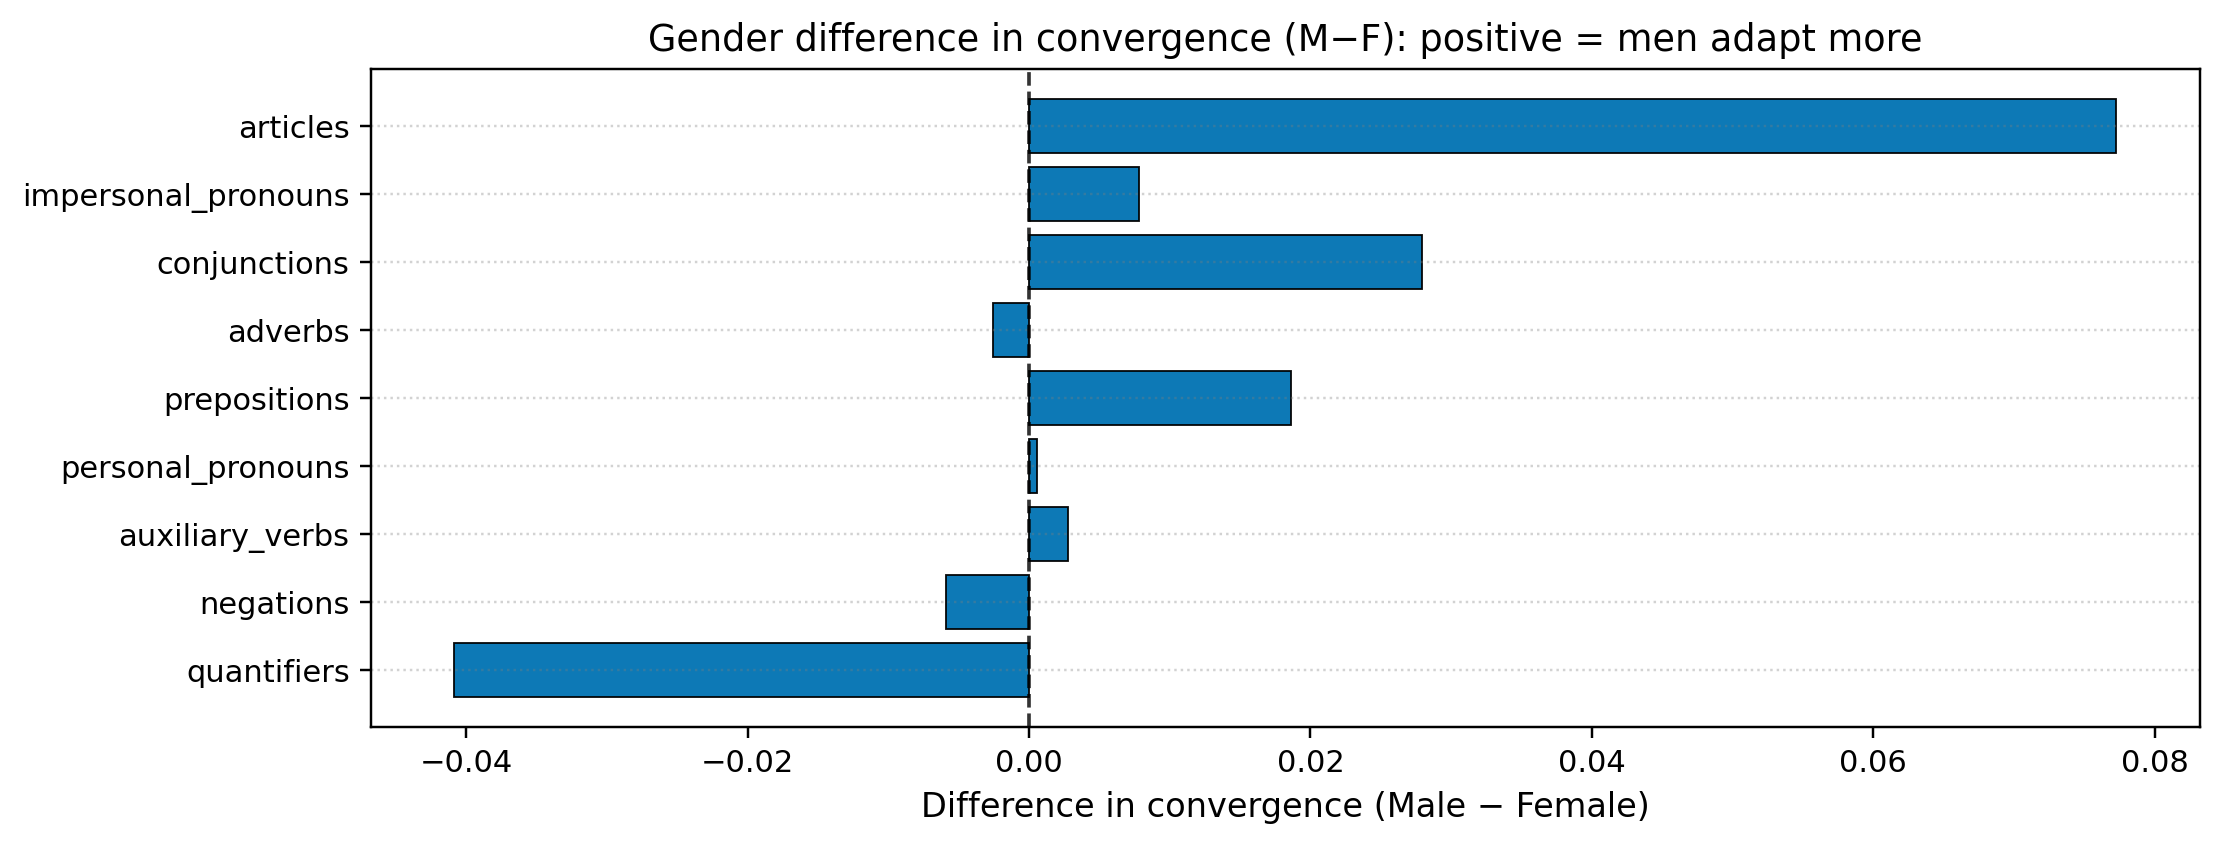 Gender difference in convergence (M−F): positive = men adapt more
articles
impersonal_pronouns
conjunctions
adverbs
prepositions
personal_pronouns
auxiliary_verbs
negations
quantifiers
−0.04 −0.02 0.00 0.02 0.04 0.06 0.08
Difference in convergence (Male − Female)